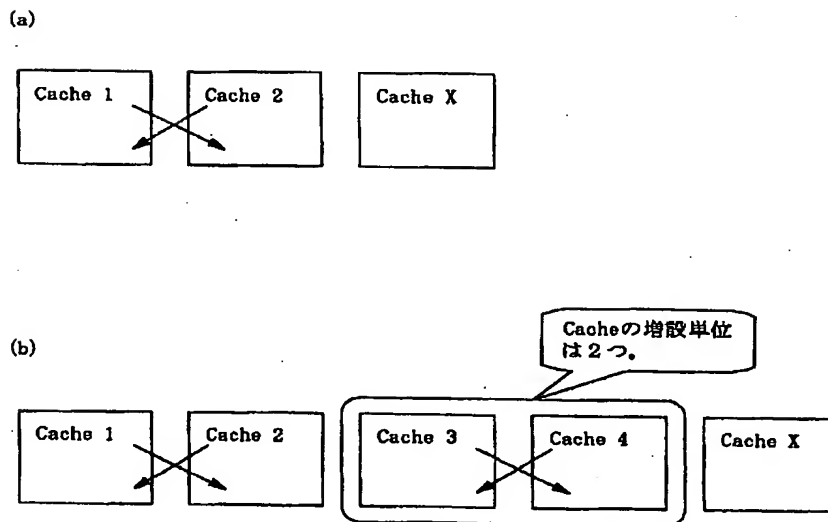 (a)
Cache 1
Cache 2
Cache X
Cacheの増設単位
は2つ。
(b)
Cache 1
Cache 2
Cache 3
Cache 4
Cache X